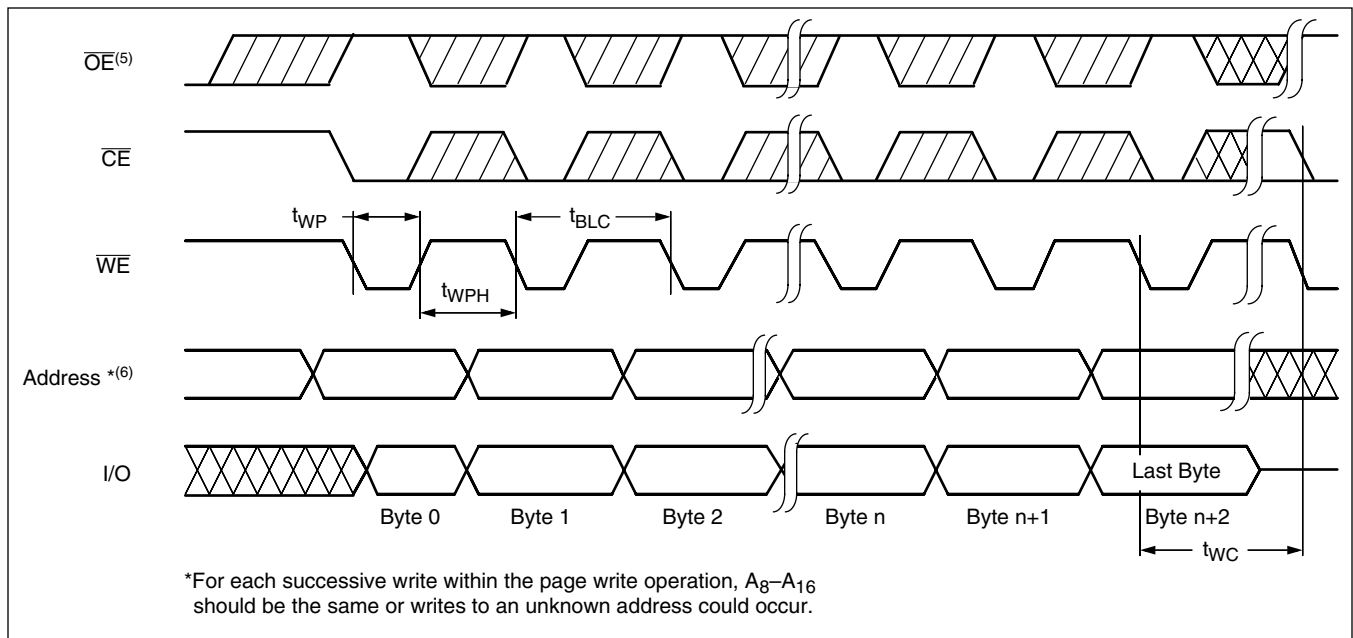 OE(5)
CE
tWP
tBLC
WE
tWPH
Address *(6)
I/O
Last Byte
Byte 0 Byte 1 Byte 2 Byte n Byte n+1 Byte n+2
tWC
*For each successive write within the page write operation, A8–A16
should be the same or writes to an unknown address could occur.